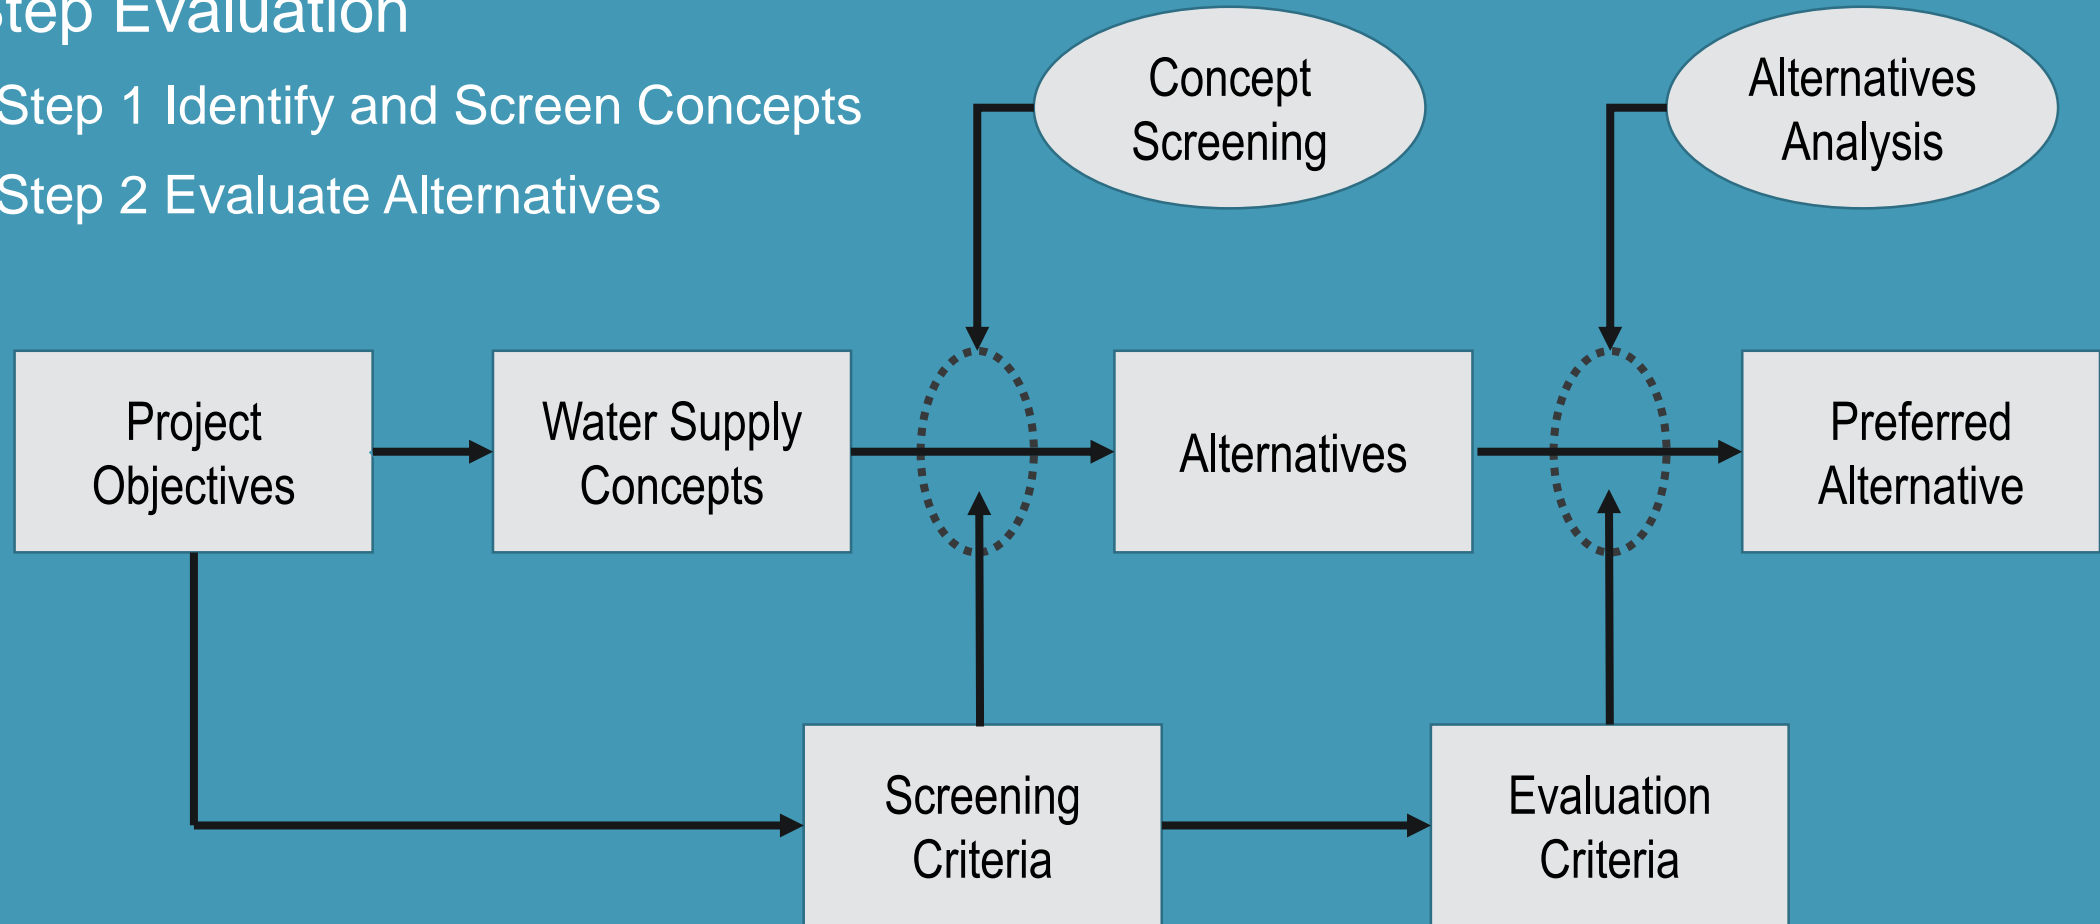 Step Evaluation
Step 1 Identify and Screen Concepts
Step 2 Evaluate Alternatives
Concept
Screening
Alternatives
Analysis
Project
Objectives
Water Supply
Concepts
Alternatives
Preferred
Alternative
Screening
Criteria
Evaluation
Criteria